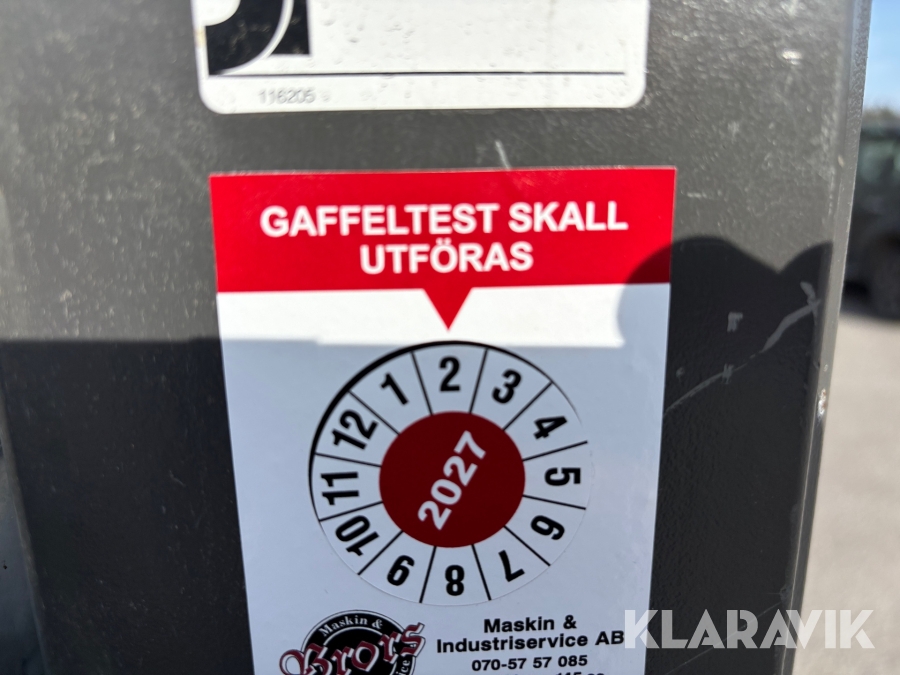 116205
GAFFELTEST SKALL
UTFÖRAS
1 2 3 4 5 6 7 8 9 10 11 12
2027
Maskin &
Brors
Maskin &
Industriservice AB
070-57 57 085
KLARAVIK